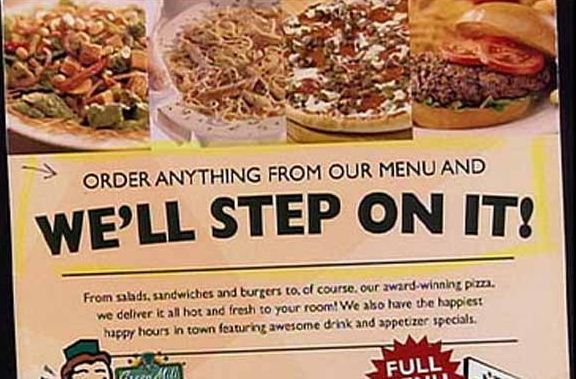 ORDER ANYTHING FROM OUR MENU AND
WE'LL STEP ON IT!
From salads, sandwiches and burgers to, of course, our award-winning pizza,
we deliver it all hot and fresh to your room! We also have the happiest
happy hours in town featuring awesome drink and appetizer specials.
Green Mill
FULL